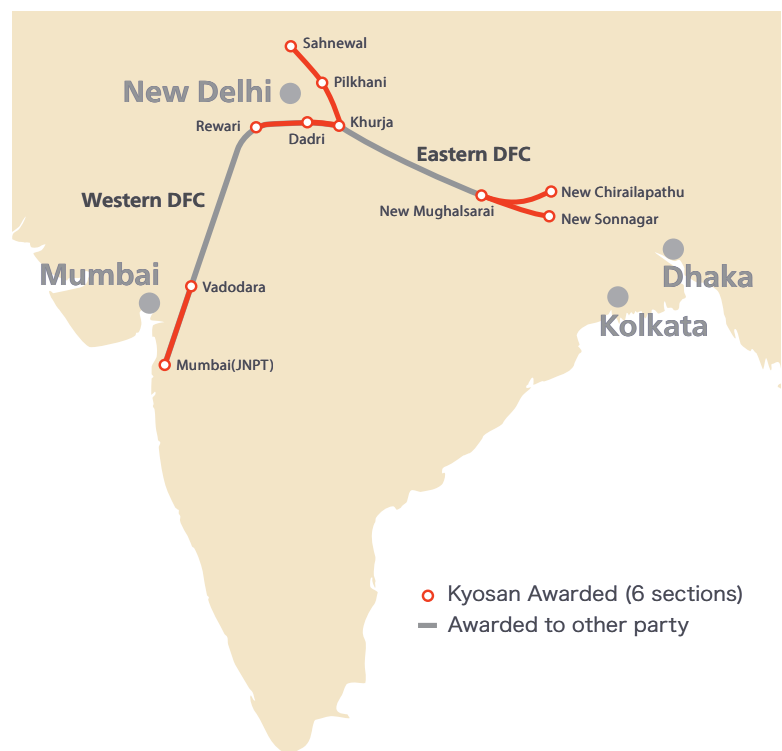 Sahnewal
Pilkhani
New Delhi
Rewari
Dadri
Khurja
Eastern DFC
Western DFC
New Chirailapathu
New Mughalsarai
New Sonnagar
Mumbai
Vadodara
Dhaka
Kolkata
Mumbai(JNPT)
Kyosan Awarded (6 sections)
Awarded to other party